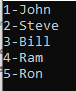 1-John
2-Steve
3-Bill
4-Ram
5-Ron